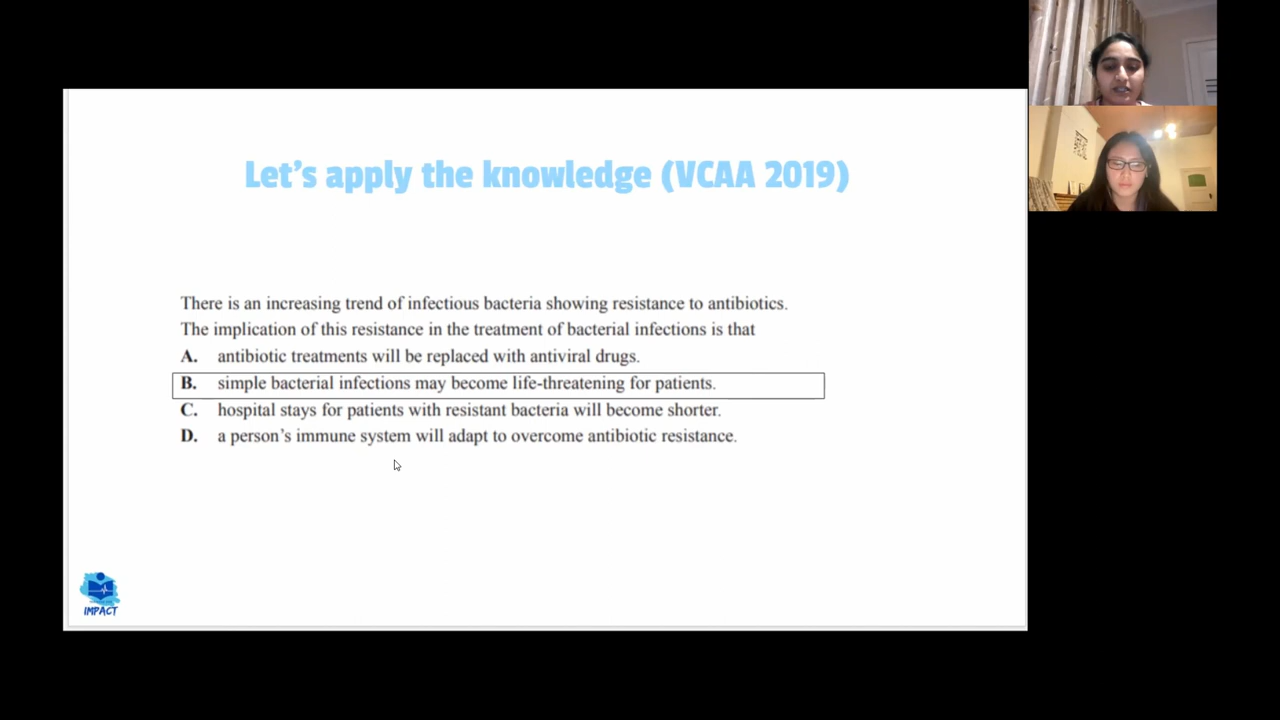 Let's apply the knowledge (VCAA 2019)
There is an increasing trend of infectious bacteria showing resistance to antibiotics.
The implication of this resistance in the treatment of bacterial infections is that
A. antibiotic treatments will be replaced with antiviral drugs.
B. simple bacterial infections may become life-threatening for patients.
C. hospital stays for patients with resistant bacteria will become shorter.
D. a person's immune system will adapt to overcome antibiotic resistance.
IMPACT